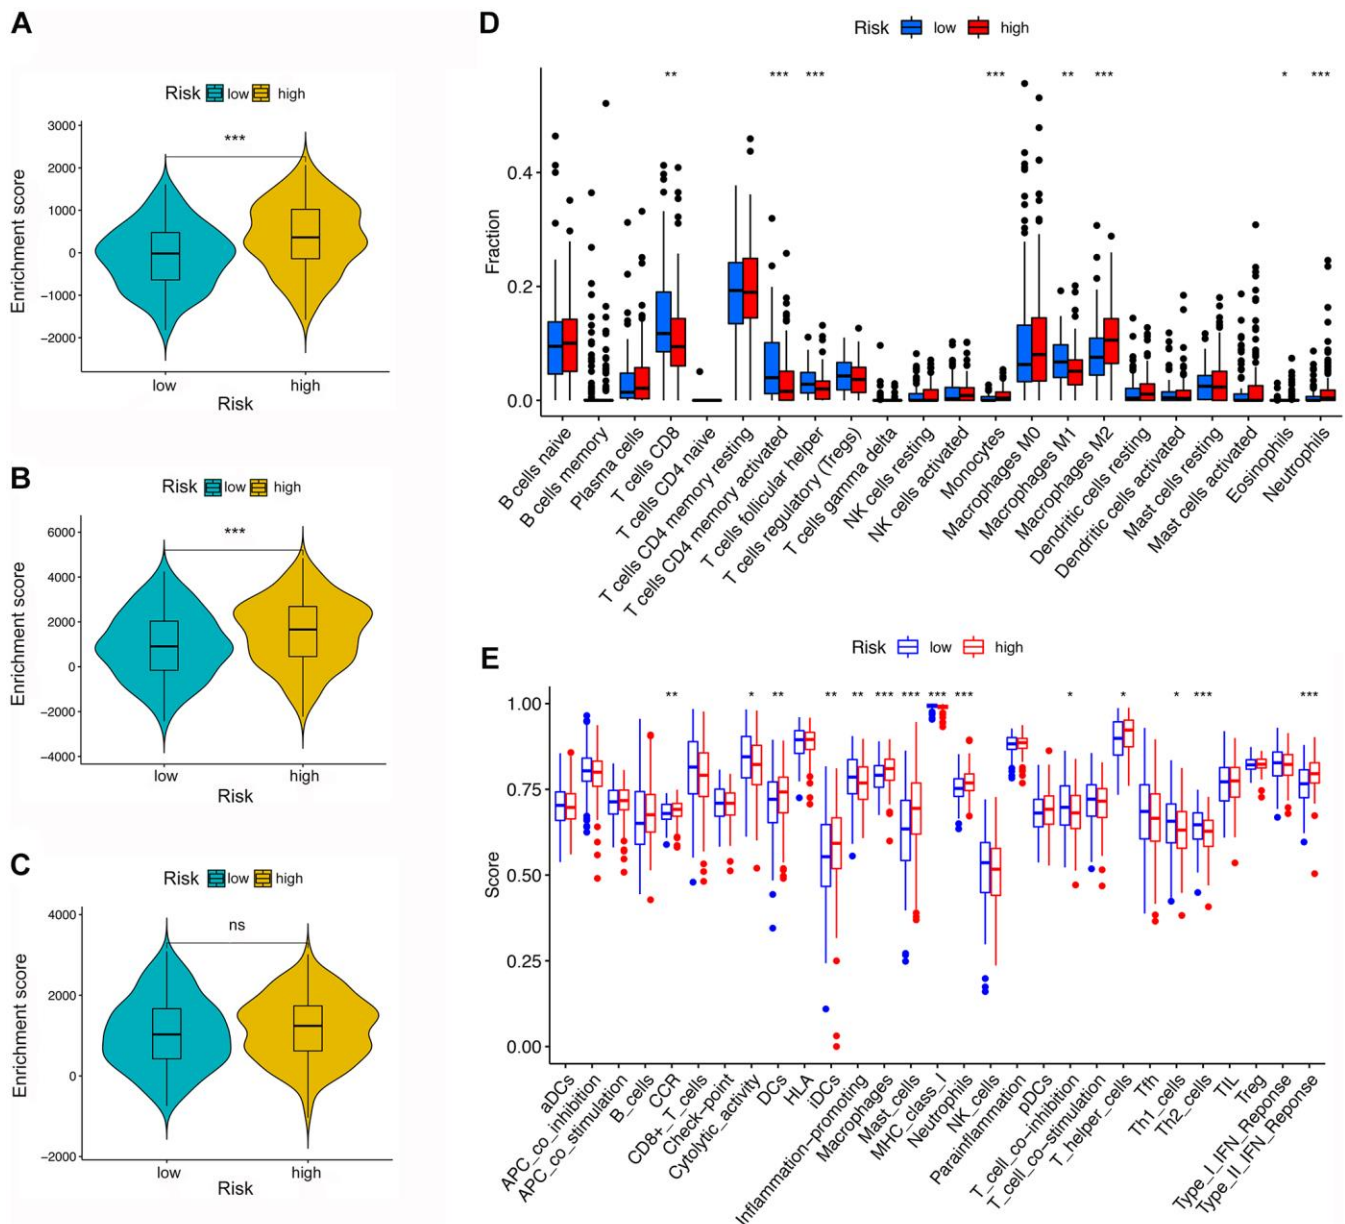 A
Risk low high
Enrichment score
3000
2000
1000
0
−1000
−2000
***
low high
Risk
B
Risk low high
Enrichment score
6000
4000
2000
0
−2000
−4000
***
low high
Risk
C
Risk low high
Enrichment score
4000
2000
0
−2000
ns
low high
Risk
D
Risk low high
** *** *** *** ** *** * ***
Fraction
0.4
0.2
0.0
B cells naive
B cells memory
Plasma cells
T cells CD8
T cells CD4 naive
T cells CD4 memory resting
T cells CD4 memory activated
T cells follicular helper
T cells regulatory (Tregs)
T cells gamma delta
NK cells resting
NK cells activated
Monocytes
Macrophages M0
Macrophages M1
Macrophages M2
Dendritic cells resting
Dendritic cells activated
Mast cells resting
Mast cells activated
Eosinophils
Neutrophils
E
Risk low high
** * ** ** ** *** *** *** *** * * * *** ***
Score
1.00
0.75
0.50
0.25
0.00
aDCs
APC_co_inhibition
APC_co_stimulation
B_cells
CCR
CD8+_T_cells
Check−point
Cytolytic_activity
DCs
HLA
iDCs
Inflammation−promoting
Macrophages
Mast_cells
MHC_class_I
Neutrophils
NK_cells
Parainflammation
pDCs
T_cell_co−inhibition
T_cell_co−stimulation
T_helper_cells
Tfh
Th1_cells
Th2_cells
TIL
Treg
Type_I_IFN_Reponse
Type_II_IFN_Reponse